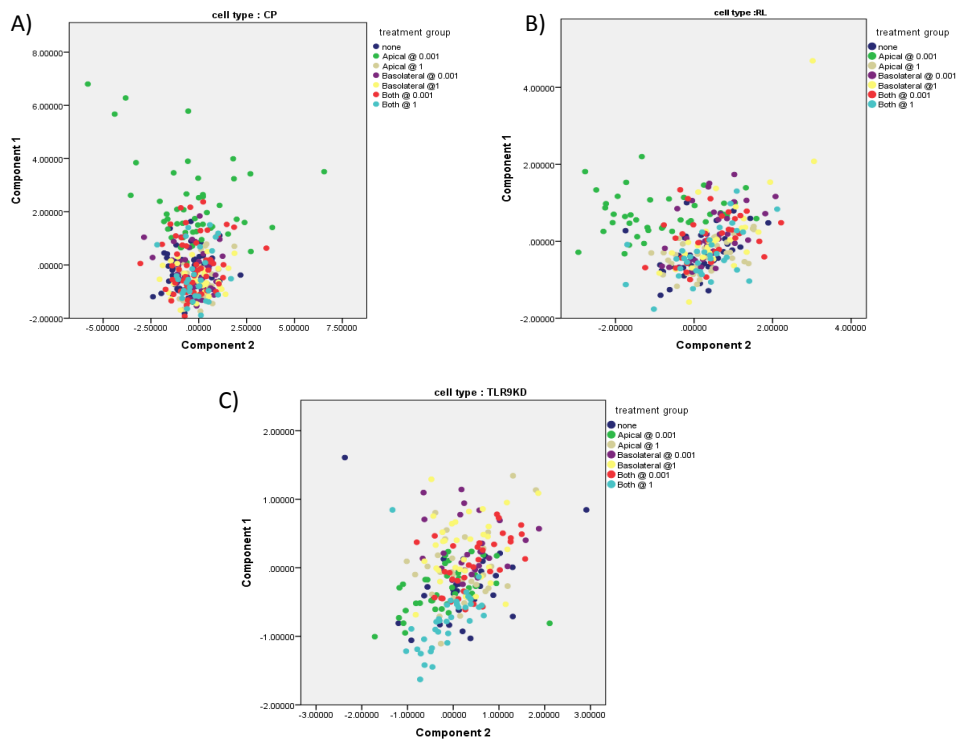 A)
cell type : CP
treatment group
none
Apical @ 0.001
Apical @ 1
Basolateral @ 0.001
Basolateral @1
Both @ 0.001
Both @ 1
8.00000
6.00000
4.00000
2.00000
.00000
-2.00000
Component 1
-5.00000 -2.50000 .00000 2.50000 5.00000 7.50000
Component 2
B)
cell type :RL
treatment group
none
Apical @ 0.001
Apical @ 1
Basolateral @ 0.001
Basolateral @1
Both @ 0.001
Both @ 1
4.00000
2.00000
.00000
-2.00000
Component 1
-2.00000 .00000 2.00000 4.00000
Component 2
C)
cell type : TLR9KD
treatment group
none
Apical @ 0.001
Apical @ 1
Basolateral @ 0.001
Basolateral @1
Both @ 0.001
Both @ 1
2.00000
1.00000
.00000
-1.00000
-2.00000
Component 1
-3.00000 -2.00000 -1.00000 .00000 1.00000 2.00000 3.00000
Component 2